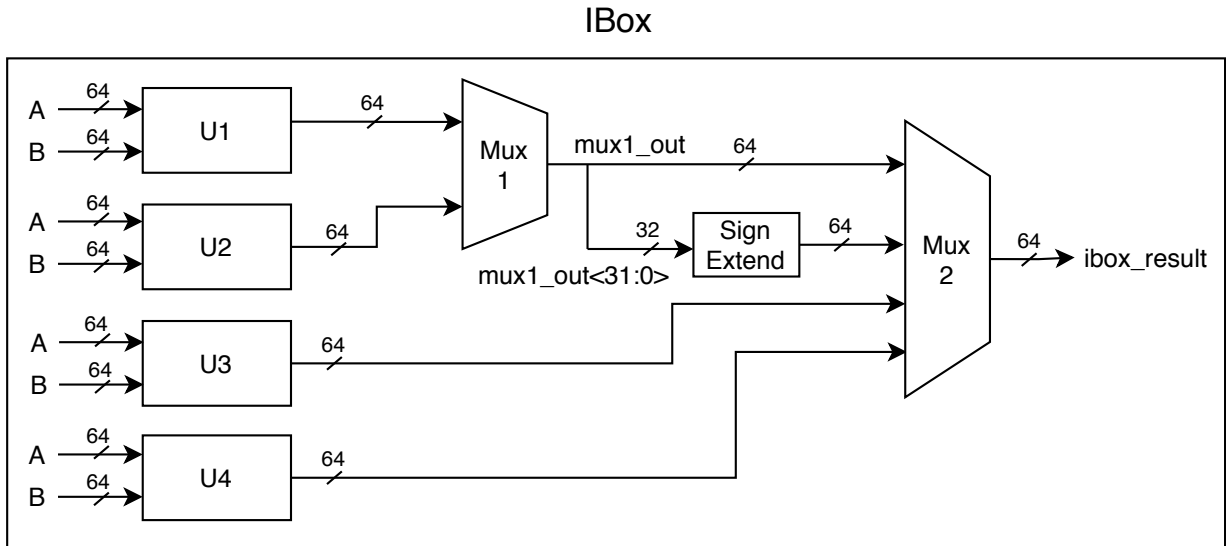 IBox
A 64
B 64
U1
64
A 64
B 64
U2
64
Mux
1
mux1_out
64
32
mux1_out<31:0>
Sign
Extend
64
Mux
2
64
ibox_result
A 64
B 64
U3
64
A 64
B 64
U4
64